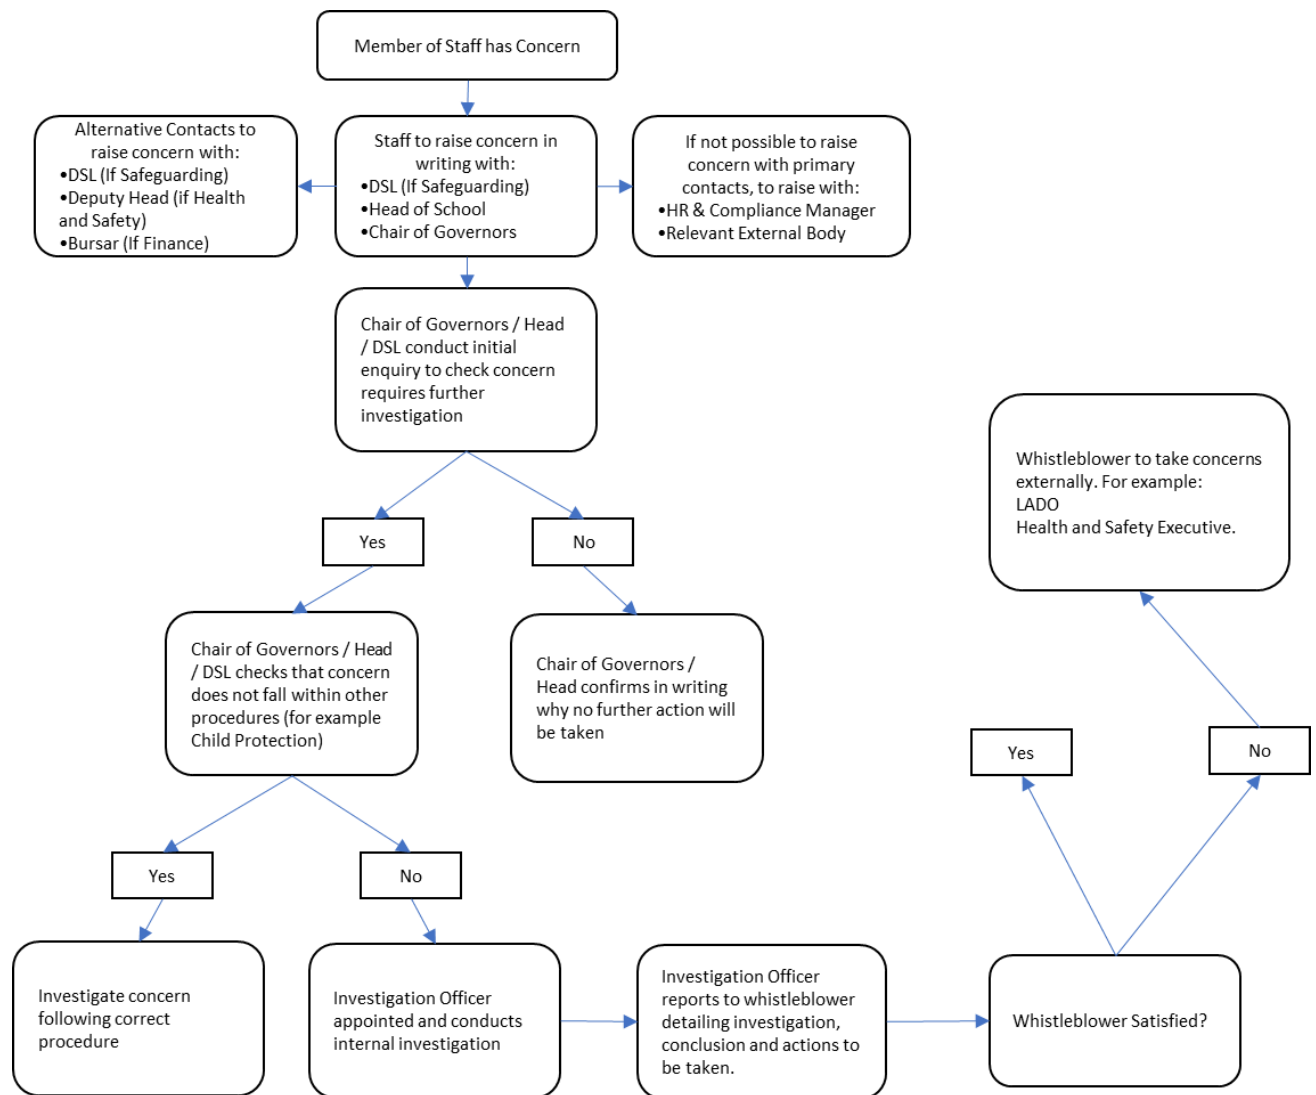 Member of Staff has Concern
Alternative Contacts to
raise concern with:
•DSL (If Safeguarding)
•Deputy Head (if Health
and Safety)
•Bursar (If Finance)
Staff to raise concern in
writing with:
•DSL (If Safeguarding)
•Head of School
•Chair of Governors
If not possible to raise
concern with primary
contacts, to raise with:
•HR & Compliance Manager
•Relevant External Body
Chair of Governors / Head
/ DSL conduct initial
enquiry to check concern
requires further
investigation
Yes
No
Chair of Governors / Head
/ DSL checks that concern
does not fall within other
procedures (for example
Child Protection)
Chair of Governors /
Head confirms in writing
why no further action will
be taken
Yes
No
Investigate concern
following correct
procedure
Investigation Officer
appointed and conducts
internal investigation
Investigation Officer
reports to whistleblower
detailing investigation,
conclusion and actions to
be taken.
Whistleblower Satisfied?
Yes
No
Whistleblower to take concerns
externally. For example:
LADO
Health and Safety Executive.